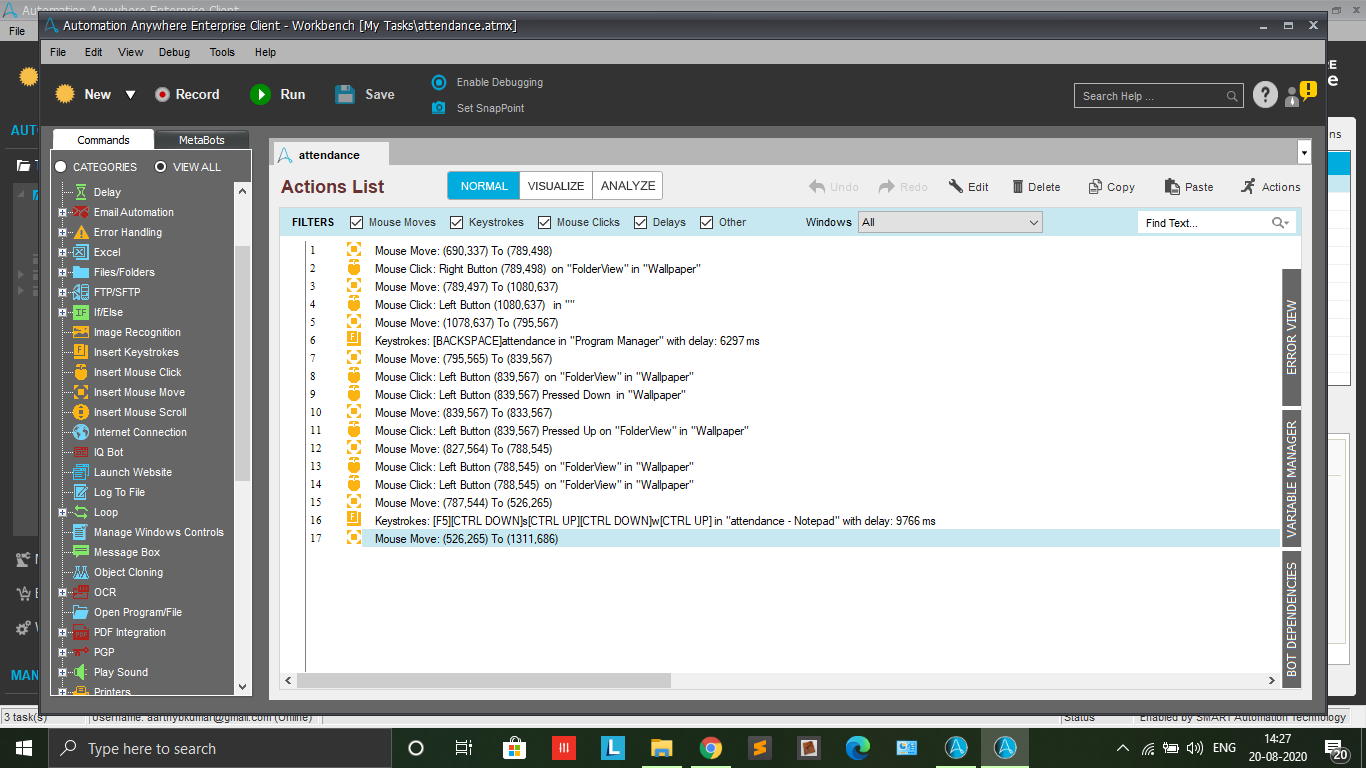 Automation Anywhere Enterprise Client
Automation Anywhere Enterprise Client - Workbench [My Tasks\attendance.atmx]
File
File Edit View Debug Tools Help
New Record Run Save
Enable Debugging
Set SnapPoint
Search Help ...
AUT
Commands MetaBots
CATEGORIES VIEW ALL
Delay
Email Automation
Error Handling
Excel
Files/Folders
FTP/SFTP
If/Else
Image Recognition
Insert Keystrokes
Insert Mouse Click
Insert Mouse Move
Insert Mouse Scroll
Internet Connection
IQ Bot
Launch Website
Log To File
Loop
Manage Windows Controls
Message Box
Object Cloning
OCR
Open Program/File
PDF Integration
PGP
Play Sound
Printers
MAN
attendance
Actions List
NORMAL VISUALIZE ANALYZE
Undo Redo Edit Delete Copy Paste Actions
FILTERS Mouse Moves Keystrokes Mouse Clicks Delays Other Windows All Find Text...
1 Mouse Move: (690,337) To (789,498)
2 Mouse Click: Right Button (789,498) on "FolderView" in "Wallpaper"
3 Mouse Move: (789,497) To (1080,637)
4 Mouse Click: Left Button (1080,637) in ""
5 Mouse Move: (1078,637) To (795,567)
6 Keystrokes: [BACKSPACE]attendance in "Program Manager" with delay: 6297 ms
7 Mouse Move: (795,565) To (839,567)
8 Mouse Click: Left Button (839,567) on "FolderView" in "Wallpaper"
9 Mouse Click: Left Button (839,567) Pressed Down in "Wallpaper"
10 Mouse Move: (839,567) To (833,567)
11 Mouse Click: Left Button (839,567) Pressed Up on "FolderView" in "Wallpaper"
12 Mouse Move: (827,564) To (788,545)
13 Mouse Click: Left Button (788,545) on "FolderView" in "Wallpaper"
14 Mouse Click: Left Button (788,545) on "FolderView" in "Wallpaper"
15 Mouse Move: (787,544) To (526,265)
16 Keystrokes: [F5][CTRL DOWN]s[CTRL UP][CTRL DOWN]w[CTRL UP] in "attendance - Notepad" with delay: 9766 ms
17 Mouse Move: (526,265) To (1311,686)
ERROR VIEW
VARIABLE MANAGER
BOT DEPENDENCIES
3 task(s) Username: aarthybkumar@gmail.com (Online) Status Enabled by SMART Automation Technology
Type here to search
ENG
14:27
20-08-2020
20